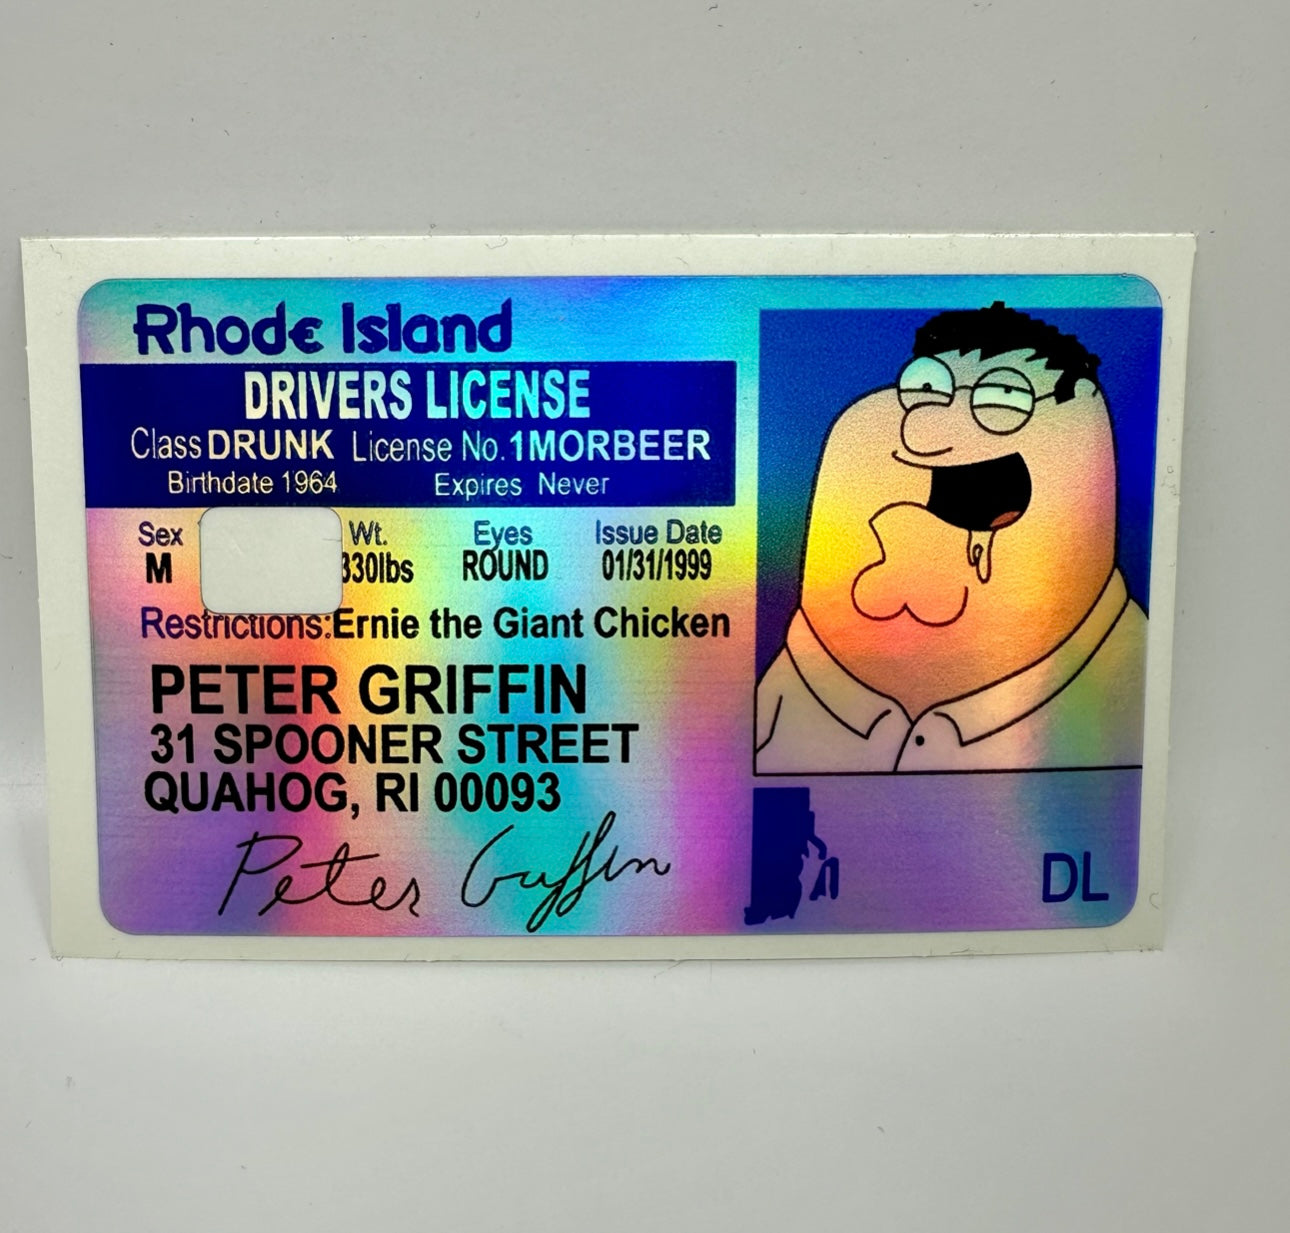 Rhode Island
DRIVERS LICENSE
Class DRUNK License No. 1MORBEER
Birthdate 1964 Expires Never
Sex Wt. Eyes Issue Date
M 330lbs ROUND 01/31/1999
Restrictions: Ernie the Giant Chicken
PETER GRIFFIN
31 SPOONER STREET
QUAHOG, RI 00093
Peter Griffin
DL